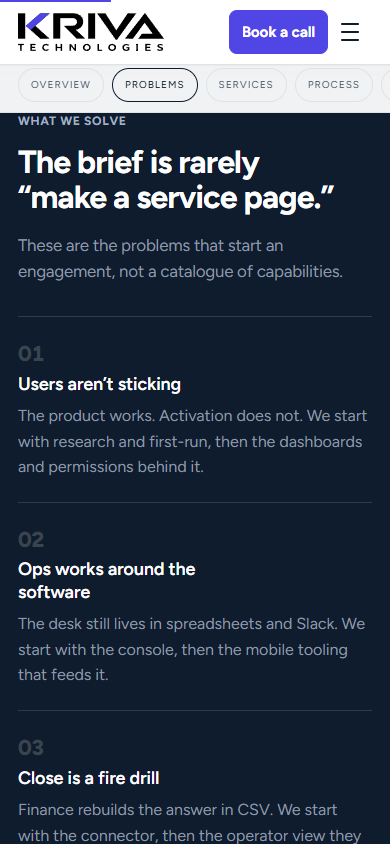 KRIVA
TECHNOLOGIES
Book a call
OVERVIEW
PROBLEMS
SERVICES
PROCESS
WHAT WE SOLVE
The brief is rarely
“make a service page.”
These are the problems that start an
engagement, not a catalogue of capabilities.
01
Users aren’t sticking
The product works. Activation does not. We start
with research and first-run, then the dashboards
and permissions behind it.
02
Ops works around the
software
The desk still lives in spreadsheets and Slack. We
start with the console, then the mobile tooling
that feeds it.
03
Close is a fire drill
Finance rebuilds the answer in CSV. We start
with the connector, then the operator view they